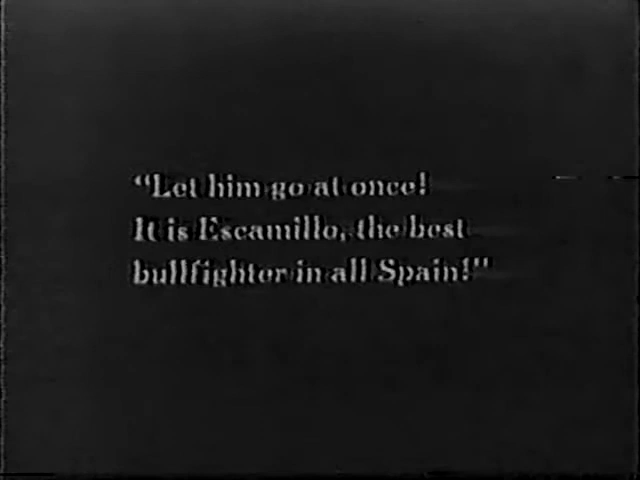 “Let him go at once!
It is Escamillo, the best
bullfighter in all Spain!"